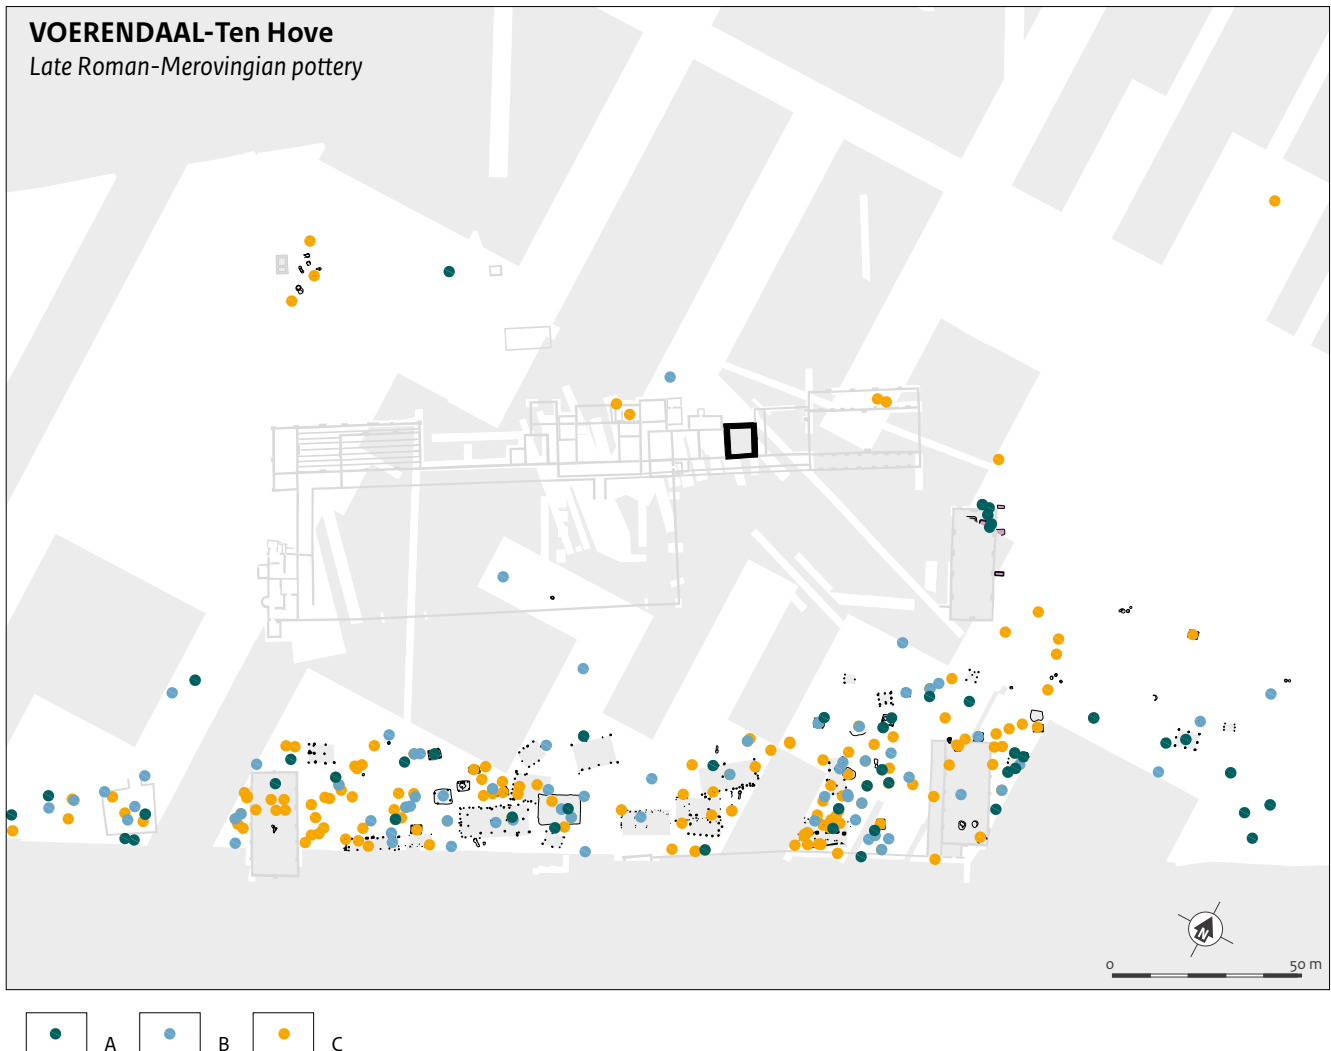 VOERENDAAL-Ten Hove
Late Roman-Merovingian pottery
N
0 50 m
A B C